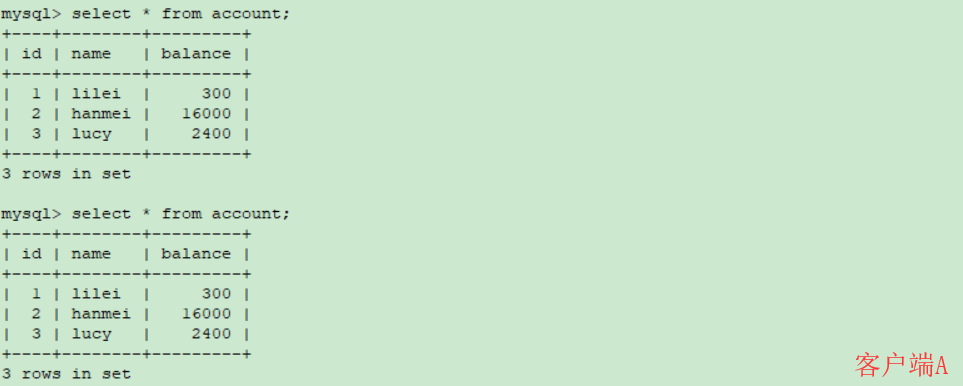 mysql> select * from account;
+----+--------+---------+
| id | name   | balance |
+----+--------+---------+
|  1 | lilei  |     300 |
|  2 | hanmei |   16000 |
|  3 | lucy   |    2400 |
+----+--------+---------+
3 rows in set

mysql> select * from account;
+----+--------+---------+
| id | name   | balance |
+----+--------+---------+
|  1 | lilei  |     300 |
|  2 | hanmei |   16000 |
|  3 | lucy   |    2400 |
+----+--------+---------+
3 rows in set
客户端A